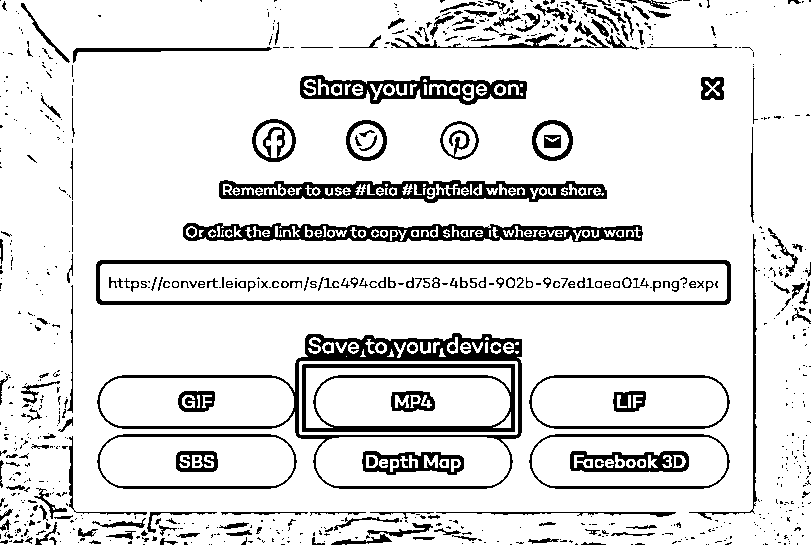 Share your image on:
Remember to use #Leia #Lightfield when you share.
Or click the link below to copy and share it wherever you want
https://convert.leiapix.com/s/1c494cdb-d758-4b5d-902b-9c7ed1aea014.png?expo
Save to your device:
GIF MP4 LIF
SBS Depth Map Facebook 3D